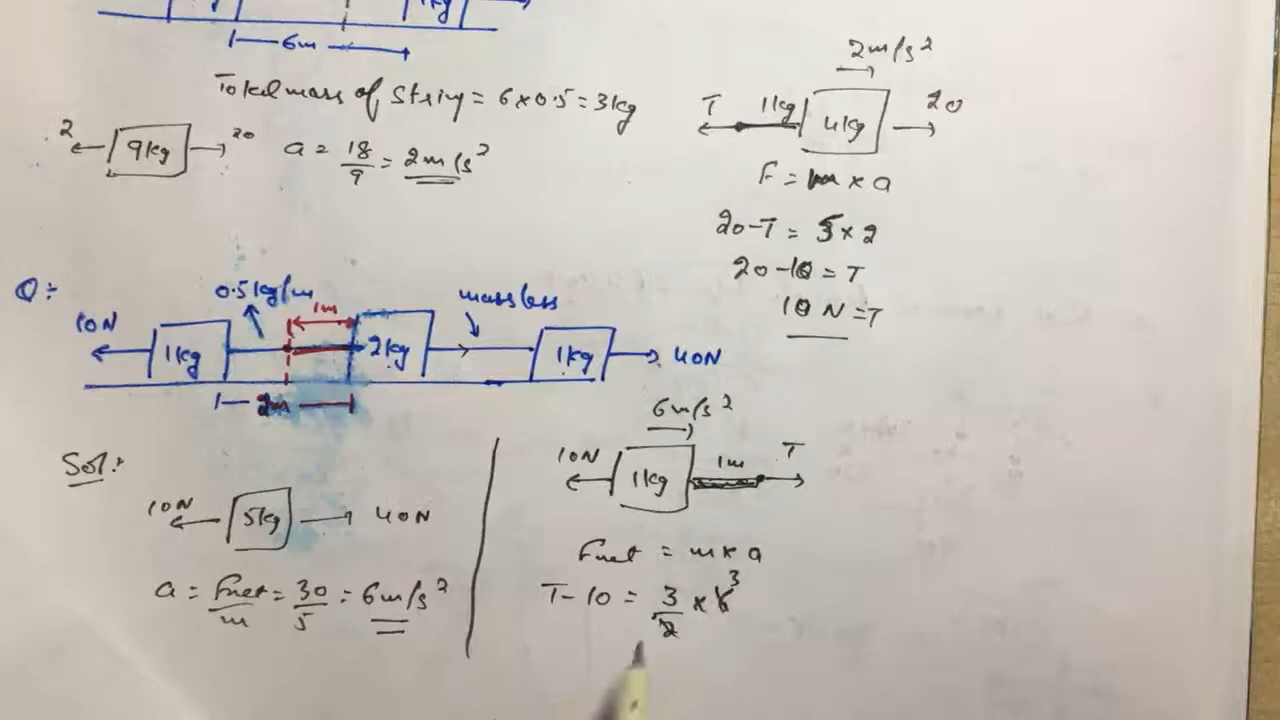 1kg
6m
Total mass of string = 6 x 0.5 = 3kg
2 9kg 20 a = 18/9 = 2m/s²
2m/s²
T 1kg 4kg 20
F = m x a
20-T = 5 x 2
20-10 = T
10 N = T
Q:
0.5kg/m 1m massless
10N 1kg 2kg 1kg 40N
2m
Sol:
10N 5kg 40N
a = Fnet/m = 30/5 = 6m/s²
6m/s²
10N 1kg 1m T
Fnet = m x a
T-10 = 3/2 x 6 3